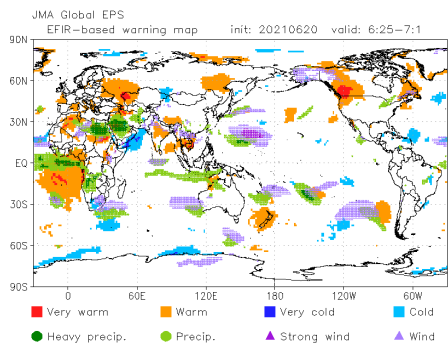 JMA Global EPS
EFIR-based warning map init: 20210620 valid: 6:25-7:1
90N
60N
30N
EQ
30S
60S
90S
0 60E 120E 180 120W 60W
Very warm Warm Very cold Cold
Heavy precip. Precip. Strong wind Wind